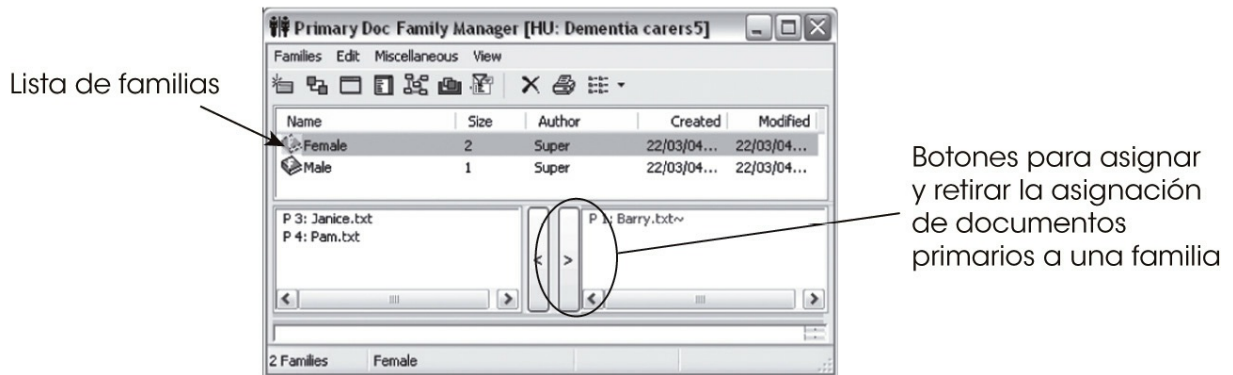 Primary Doc Family Manager [HU: Dementia carers5]
Families Edit Miscellaneous View
Lista de familias
Name Size Author Created Modified
Female 2 Super 22/03/04... 22/03/04...
Male 1 Super 22/03/04... 22/03/04...
P 3: Janice.txt
P 4: Pam.txt
< >
P 1: Barry.txt~
Botones para asignar
y retirar la asignación
de documentos
primarios a una familia
2 Families Female